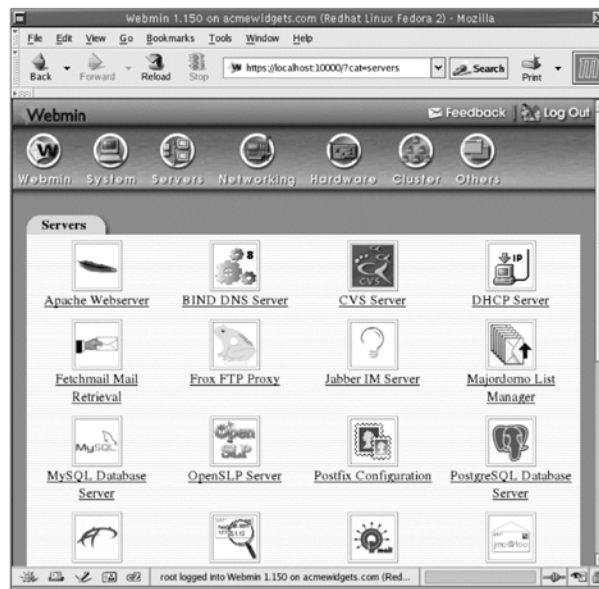 Webmin 1.150 on acmewidgets.com (Redhat Linux Fedora 2) - Mozilla
File Edit View Go Bookmarks Tools Window Help
Back Forward Reload Stop https://localhost:10000/?cat=servers Search Print
Webmin Feedback Log Out
Webmin System Servers Networking Hardware Cluster Others
Servers
Apache Webserver BIND DNS Server CVS Server DHCP Server
Fetchmail Mail Retrieval Frox FTP Proxy Jabber IM Server Majordomo List Manager
MySQL Database Server OpenSLP Server Postfix Configuration PostgreSQL Database Server
root logged into Webmin 1.150 on acmewidgets.com (Red...